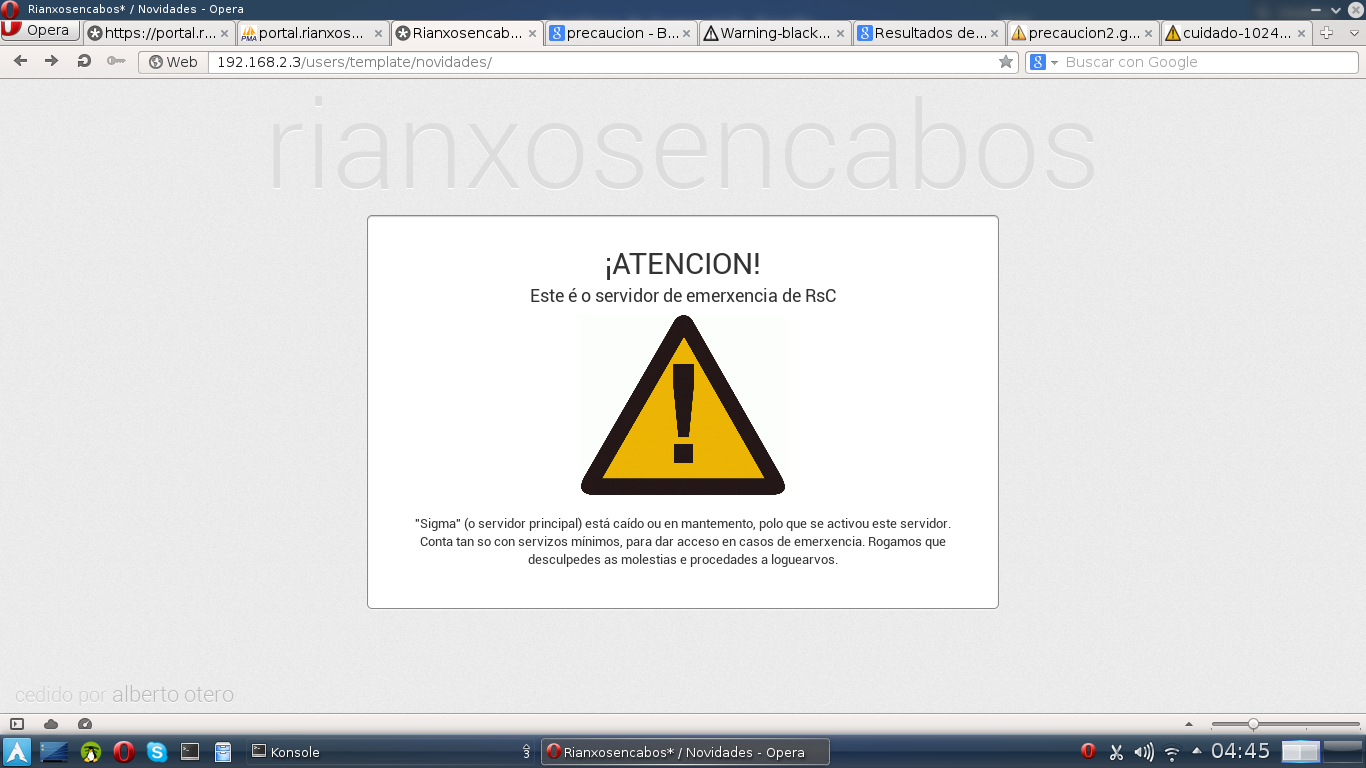 Rianxosencabos* / Novidades - Opera
Opera
https://portal.r...
portal.rianxos...
Rianxosencab...
precaucion - B...
Warning-black...
Resultados de...
precaucion2.g...
cuidado-1024...
Web
192.168.2.3/users/template/novidades/
Buscar con Google
rianxosencabos
¡ATENCION!
Este é o servidor de emerxencia de RsC
"Sigma" (o servidor principal) está caído ou en mantemento, polo que se activou este servidor.
Conta tan so con servizos mínimos, para dar acceso en casos de emerxencia. Rogamos que
desculpedes as molestias e procedades a loguearvos.
cedido por alberto otero
Konsole
3
Rianxosencabos* / Novidades - Opera
04:45